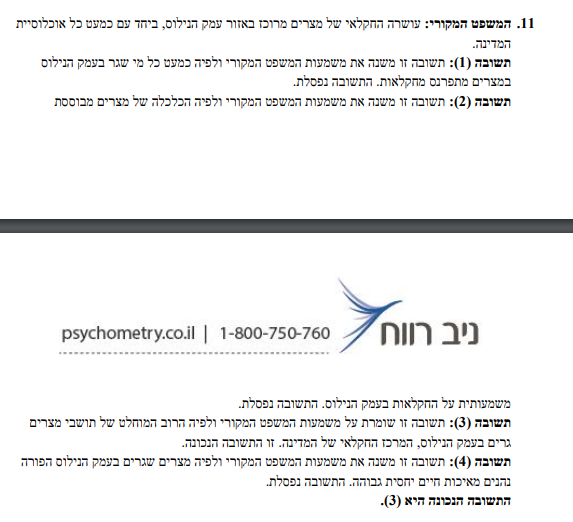 11. המשפט המקורי: עושרה החקלאי של מצרים מרוכז באזור עמק הנילוס, ביחד עם כמעט כל אוכלוסיית
המדינה.
תשובה (1): תשובה זו משנה את משמעות המשפט המקורי ולפיה כמעט כל מי שגר בעמק הנילוס
במצרים מתפרנס מחקלאות. התשובה נפסלת.
תשובה (2): תשובה זו משנה את משמעות המשפט המקורי ולפיה הכלכלה של מצרים מבוססת
psychometry.co.il | 1-800-750-760
ניב רווח
משמעותית על החקלאות בעמק הנילוס. התשובה נפסלת.
תשובה (3): תשובה זו שומרת על משמעות המשפט המקורי ולפיה הרוב המוחלט של תושבי מצרים
גרים בעמק הנילוס, המרכז החקלאי של המדינה. זו התשובה הנכונה.
תשובה (4): תשובה זו משנה את משמעות המשפט המקורי ולפיה מצרים שגרים בעמק הנילוס הפורה
נהנים מאיכות חיים יחסית גבוהה. התשובה נפסלת.
התשובה הנכונה היא (3).